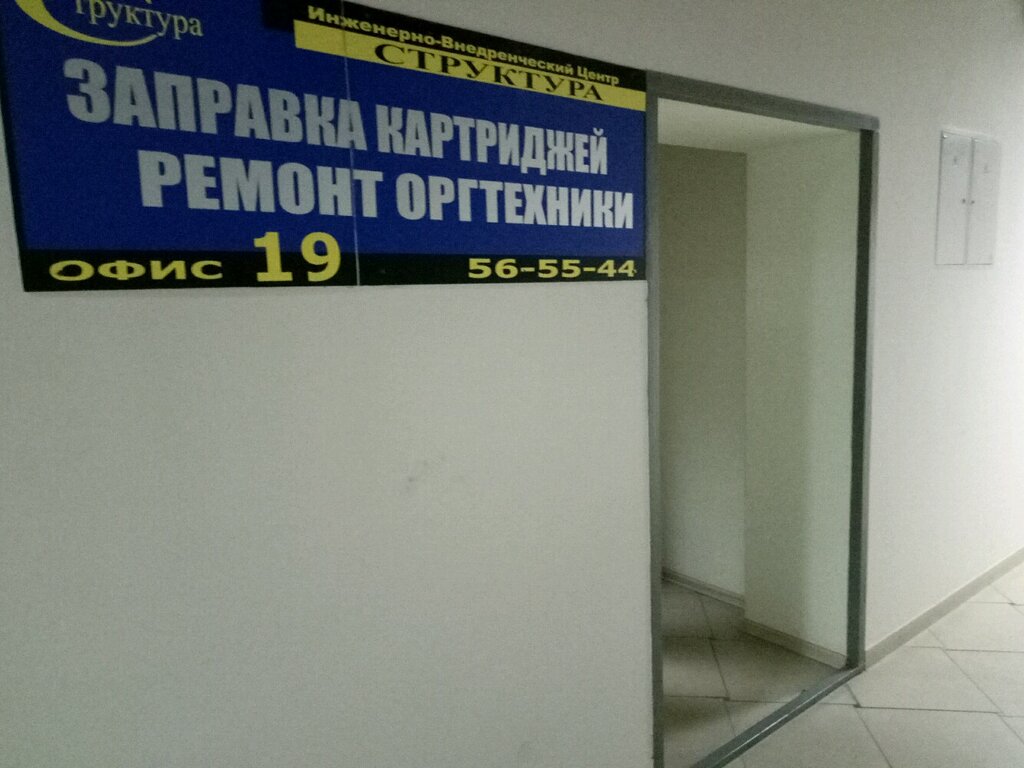 труктура
Инженерно-Внедренческий Центр
СТРУКТУРА
ЗАПРАВКА КАРТРИДЖЕЙ
РЕМОНТ ОРГТЕХНИКИ
ОФИС 19
56-55-44